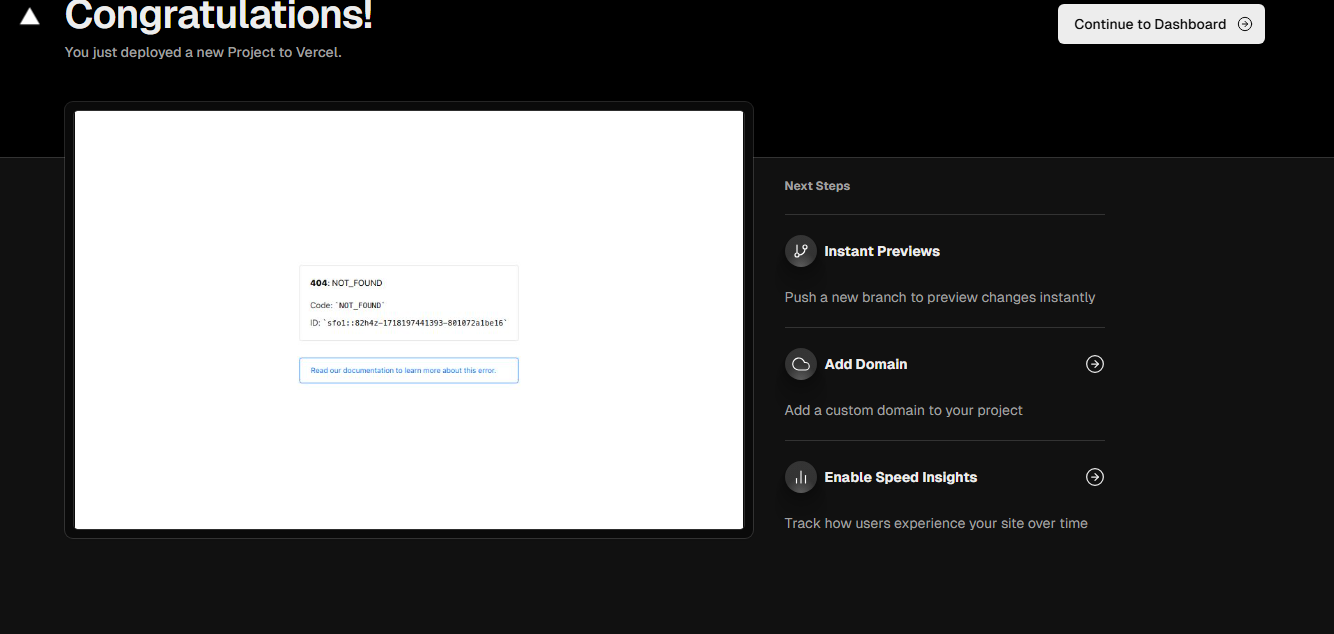 Congratulations!
You just deployed a new Project to Vercel.
Continue to Dashboard
404: NOT_FOUND
Code: `NOT_FOUND`
ID: `sfo1::82h4z-1718197441393-801072a1be16`
Read our documentation to learn more about this error.
Next Steps
Instant Previews
Push a new branch to preview changes instantly
Add Domain
Add a custom domain to your project
Enable Speed Insights
Track how users experience your site over time